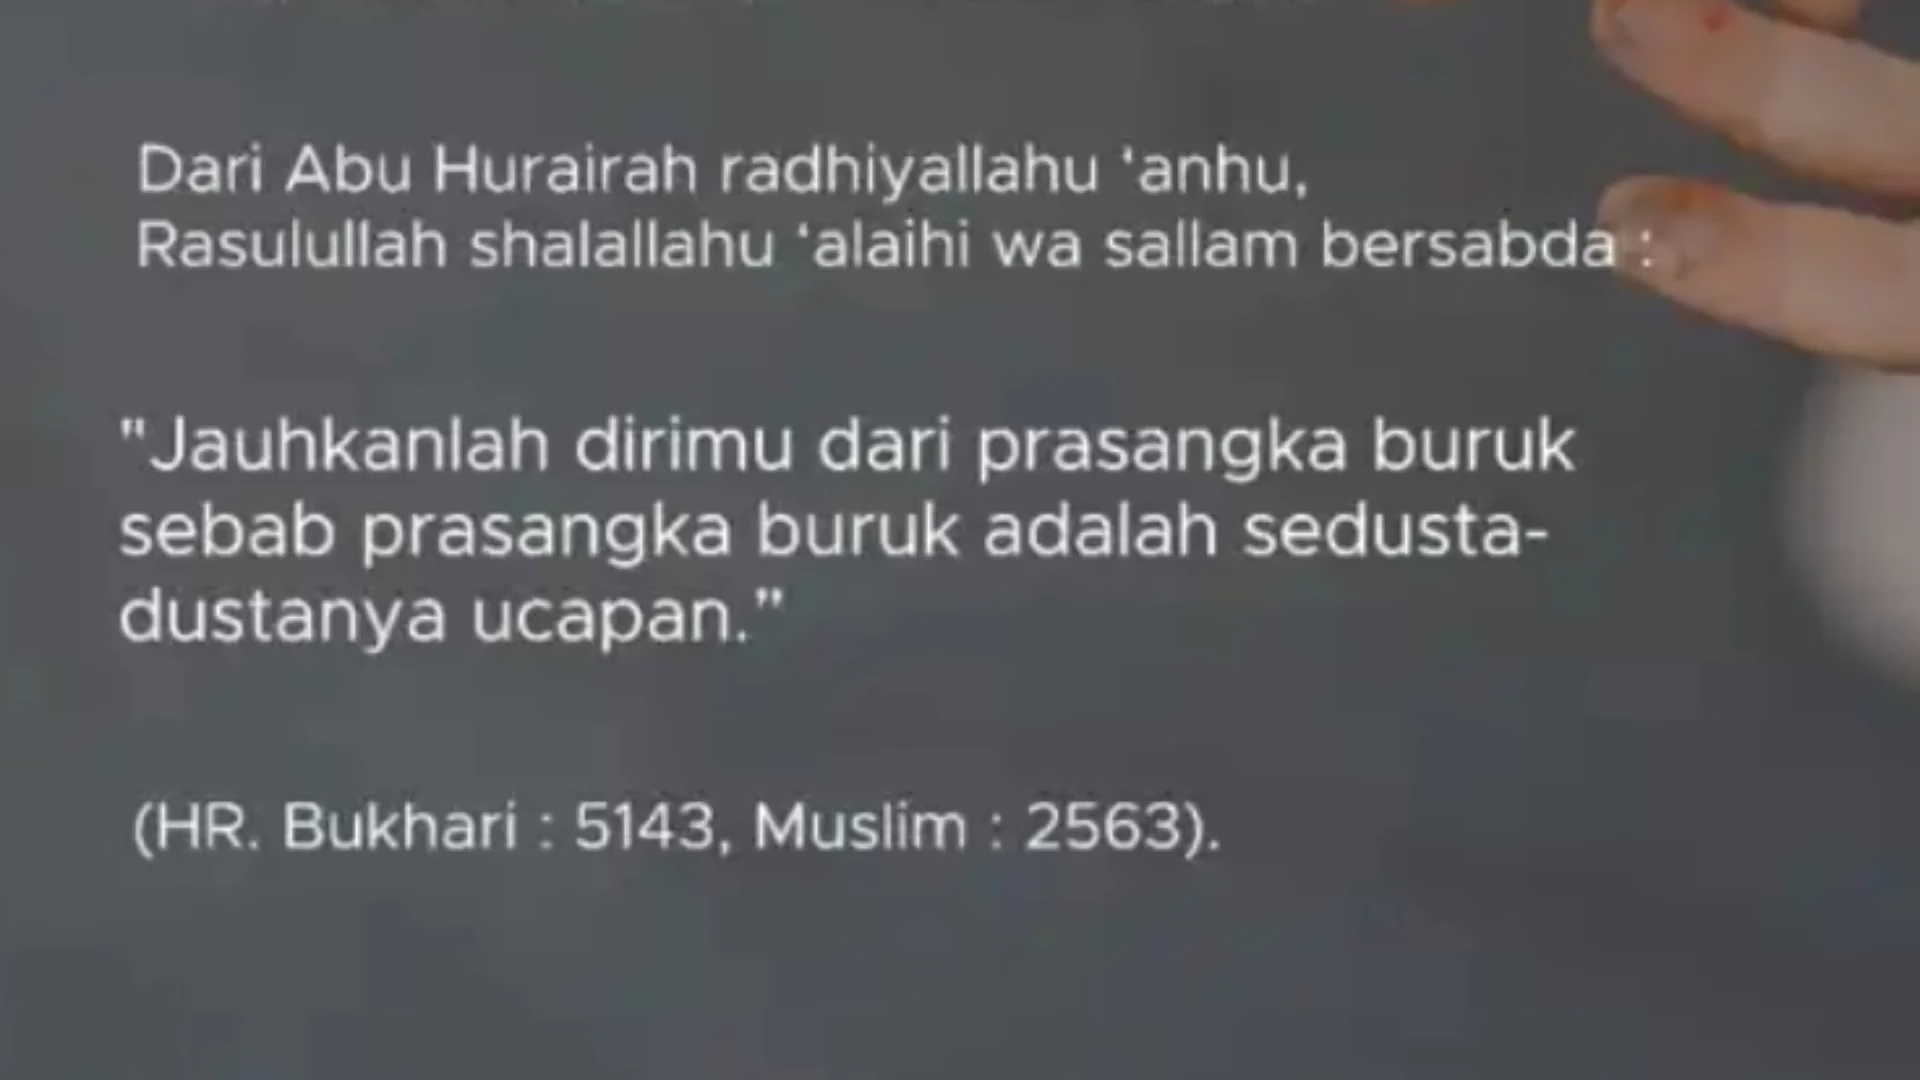 Dari Abu Hurairah radhiyallahu ‘anhu,
Rasulullah shalallahu ‘alaihi wa sallam bersabda :
"Jauhkanlah dirimu dari prasangka buruk
sebab prasangka buruk adalah sedusta-
dustanya ucapan.”
(HR. Bukhari : 5143, Muslim : 2563).